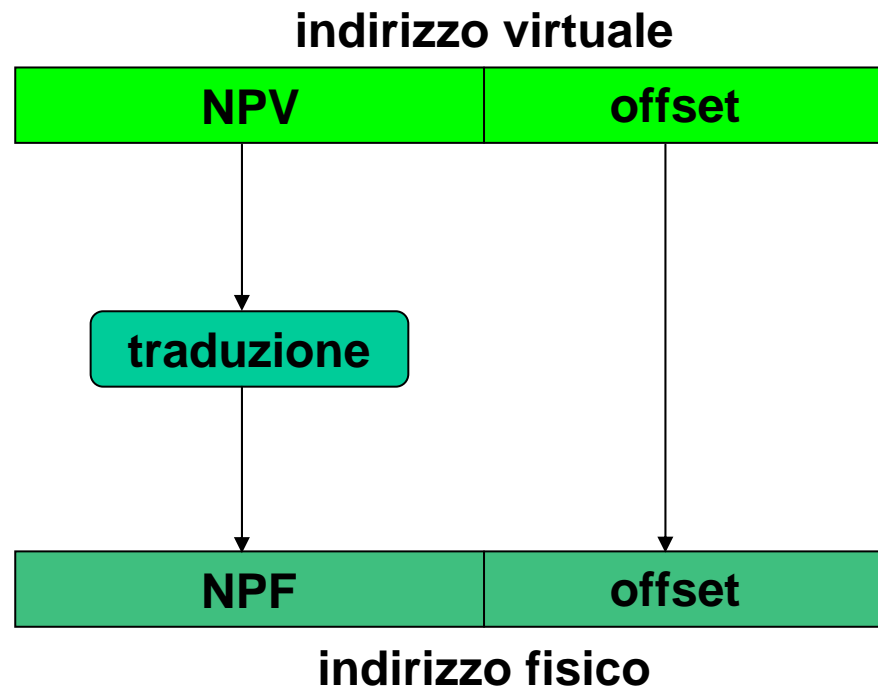 indirizzo virtuale
NPV offset
traduzione
NPF offset
indirizzo fisico